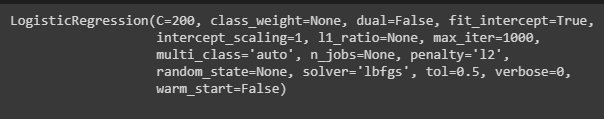 LogisticRegression(C=200, class_weight=None, dual=False, fit_intercept=True,
                   intercept_scaling=1, l1_ratio=None, max_iter=1000,
                   multi_class='auto', n_jobs=None, penalty='l2',
                   random_state=None, solver='lbfgs', tol=0.5, verbose=0,
                   warm_start=False)